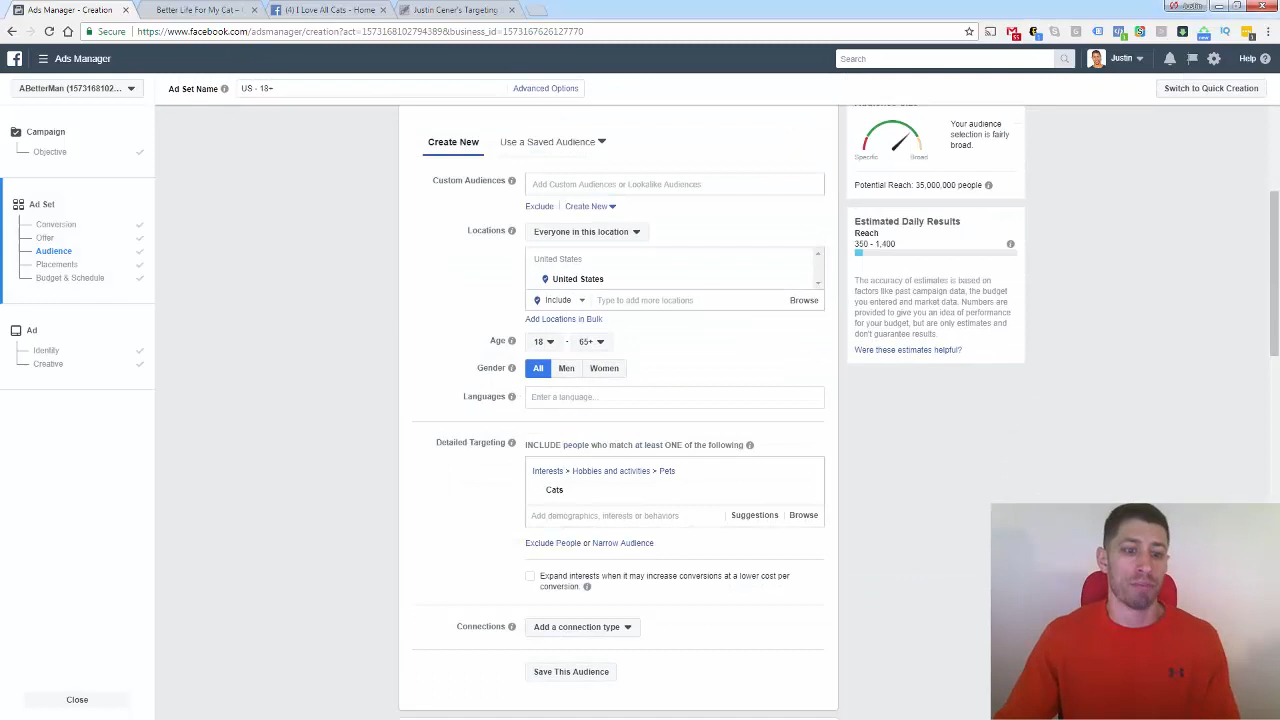 Ads Manager - Creation
Better Life For My Cat –
(4) I Love All Cats - Home
Justin Cener's Targeting
Justin
Secure
https://www.facebook.com/adsmanager/creation?act=1573168102794389&business_id=1573167626127770
Ads Manager
Search
Justin
Help
ABetterMan (1573168102...
Ad Set Name
US - 18+
Advanced Options
Switch to Quick Creation
Campaign
Objective
Ad Set
Conversion
Offer
Audience
Placements
Budget & Schedule
Ad
Identity
Creative
Close
Create New
Use a Saved Audience
Custom Audiences
Add Custom Audiences or Lookalike Audiences
Exclude
Create New
Locations
Everyone in this location
United States
United States
Include
Type to add more locations
Browse
Add Locations in Bulk
Age
18
-
65+
Gender
All
Men
Women
Languages
Enter a language...
Detailed Targeting
INCLUDE people who match at least ONE of the following
Interests > Hobbies and activities > Pets
Cats
Add demographics, interests or behaviors
Suggestions
Browse
Exclude People or Narrow Audience
Expand interests when it may increase conversions at a lower cost per
conversion.
Connections
Add a connection type
Save This Audience
Specific
Broad
Your audience
selection is fairly
broad.
Potential Reach: 35,000,000 people
Estimated Daily Results
Reach
350 - 1,400
The accuracy of estimates is based on
factors like past campaign data, the budget
you entered and market data. Numbers are
provided to give you an idea of performance
for your budget, but are only estimates and
don't guarantee results.
Were these estimates helpful?